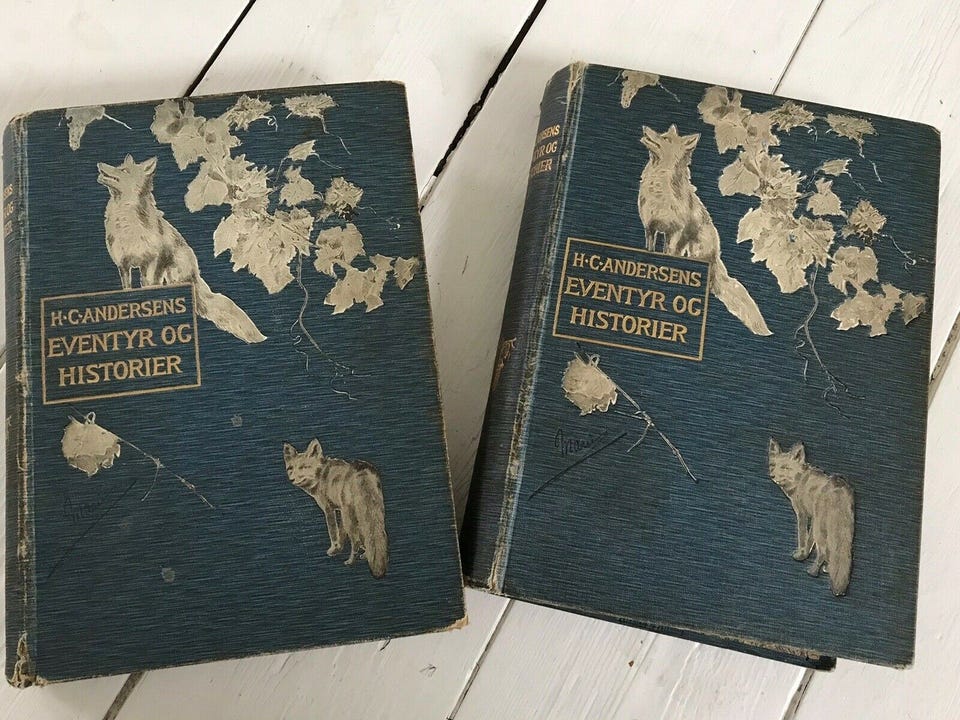 H·C·ANDERSENS
EVENTYR OG
HISTORIER
H·C·ANDERSENS
EVENTYR OG
HISTORIER